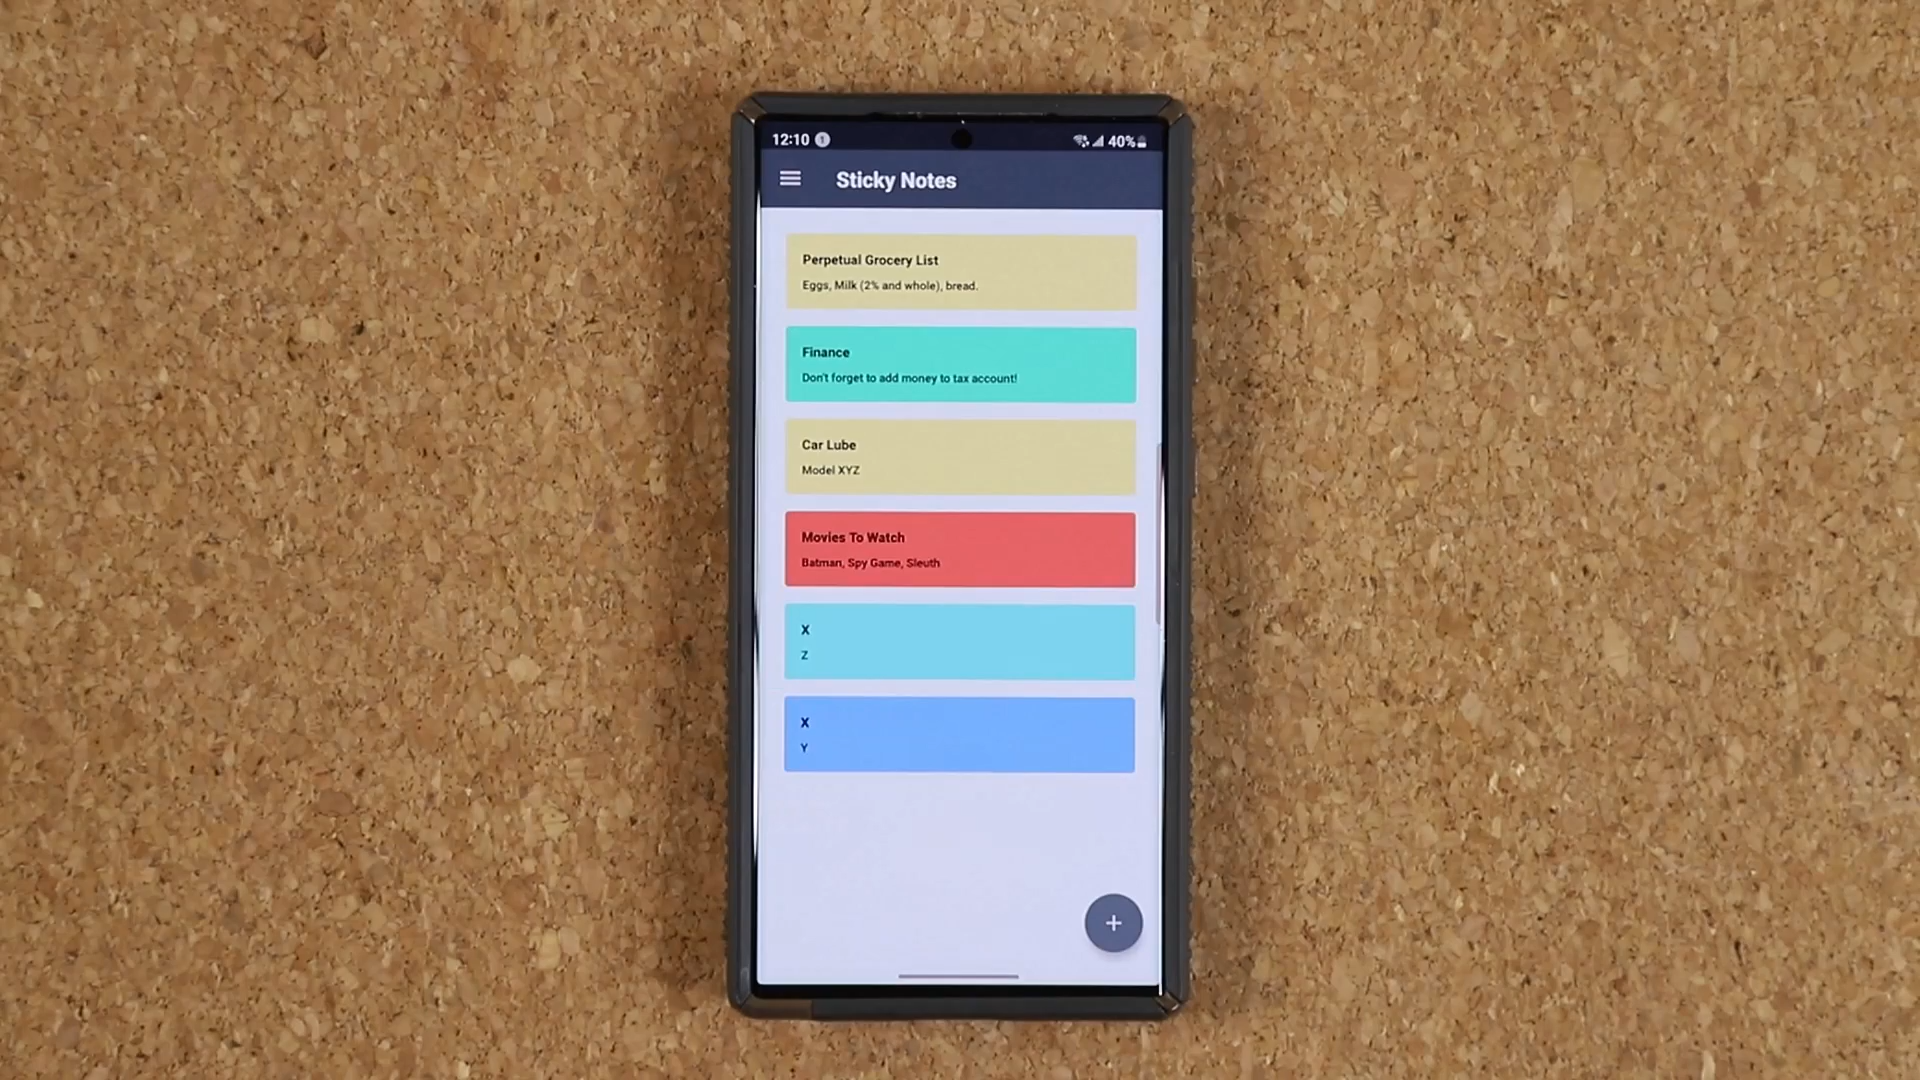 12:10
40%
Sticky Notes
Perpetual Grocery List
Eggs, Milk (2% and whole), bread.
Finance
Don't forget to add money to tax account!
Car Lube
Model XYZ
Movies To Watch
Batman, Spy Game, Sleuth
X
Z
X
Y
+